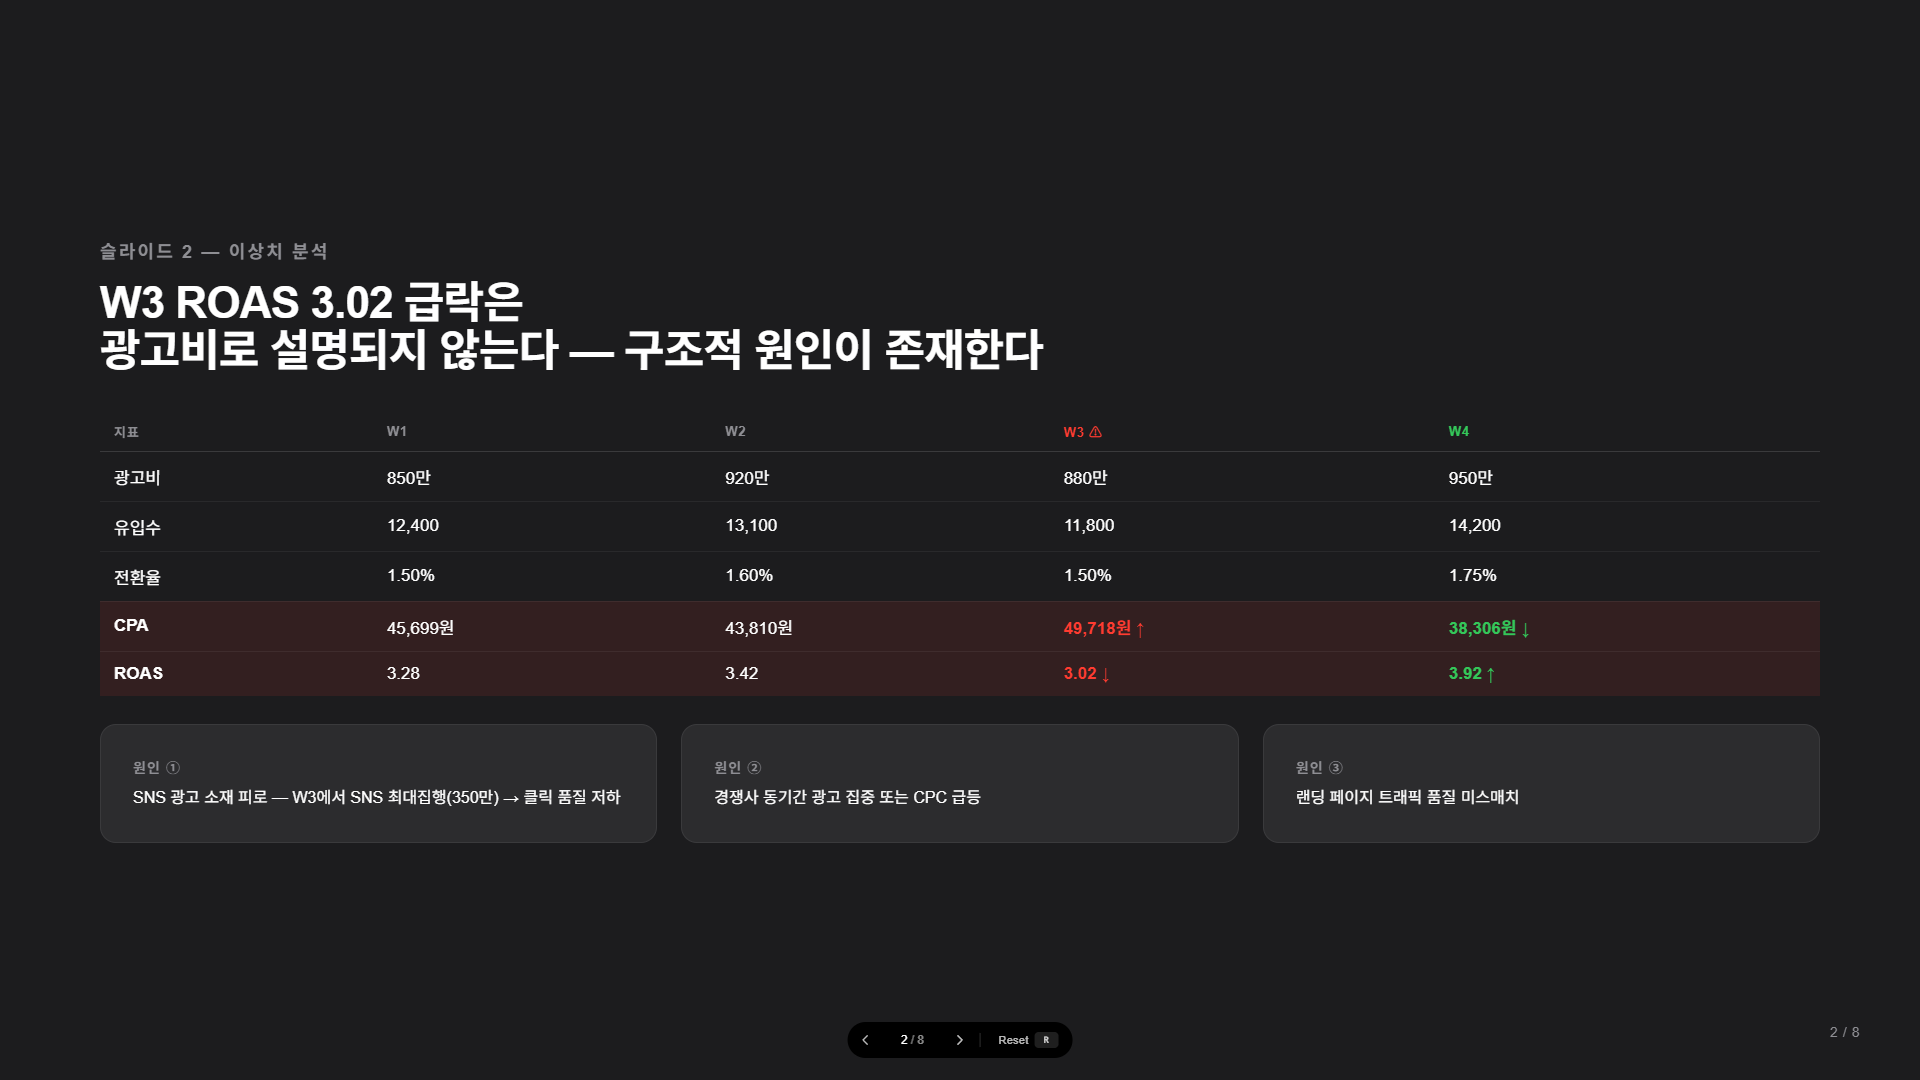 슬라이드 2 — 이상치 분석
W3 ROAS 3.02 급락은
광고비로 설명되지 않는다 — 구조적 원인이 존재한다
지표 W1 W2 W3 ⚠ W4
광고비 850만 920만 880만 950만
유입수 12,400 13,100 11,800 14,200
전환율 1.50% 1.60% 1.50% 1.75%
CPA 45,699원 43,810원 49,718원 ↑ 38,306원 ↓
ROAS 3.28 3.42 3.02 ↓ 3.92 ↑
원인 ①
SNS 광고 소재 피로 — W3에서 SNS 최대집행(350만) → 클릭 품질 저하
원인 ②
경쟁사 동기간 광고 집중 또는 CPC 급등
원인 ③
랜딩 페이지 트래픽 품질 미스매치
2 / 8 Reset R
2 / 8